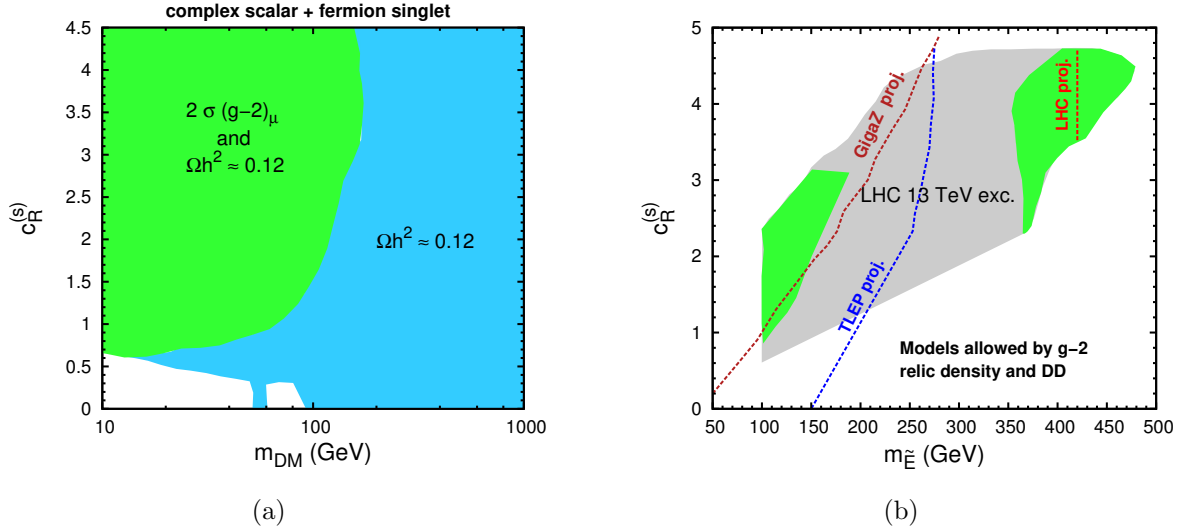 complex scalar + fermion singlet
4.5
4
3.5
3
2.5
2
1.5
1
0.5
0
c_R^(s)
2 σ (g−2)_μ
and
Ωh² ≈ 0.12
Ωh² ≈ 0.12
10
100
1000
m_DM (GeV)
(a)
5
4
3
2
1
0
c_R^(s)
GigaZ proj.
TLEP proj.
LHC proj.
LHC 13 TeV exc.
Models allowed by g−2
relic density and DD
50
100
150
200
250
300
350
400
450
500
m_Ẽ (GeV)
(b)